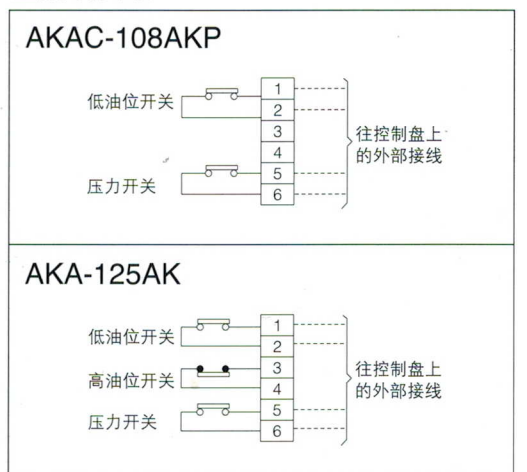 AKAC-108AKP
低油位开关
1
2
3
4
5
6
压力开关
往控制盘上
的外部接线
AKA-125AK
低油位开关
高油位开关
压力开关
1
2
3
4
5
6
往控制盘上
的外部接线